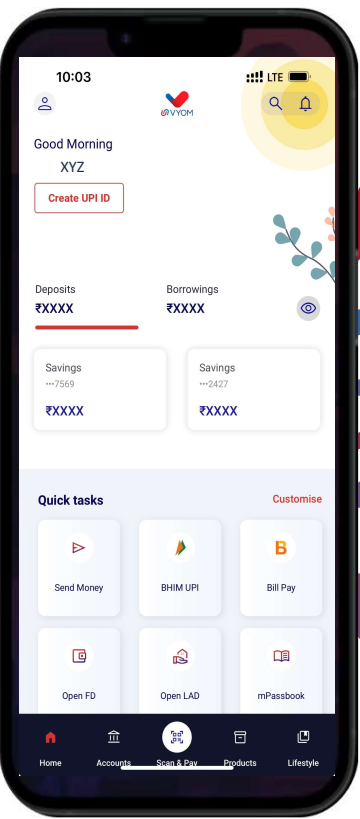 10:03 LTE
VYOM
Good Morning
XYZ
Create UPI ID
Deposits Borrowings
₹XXXX ₹XXXX
Savings Savings
···7569 ···2427
₹XXXX ₹XXXX
Quick tasks Customise
Send Money BHIM UPI Bill Pay
Open FD Open LAD mPassbook
Home Accounts Scan & Pay Products Lifestyle